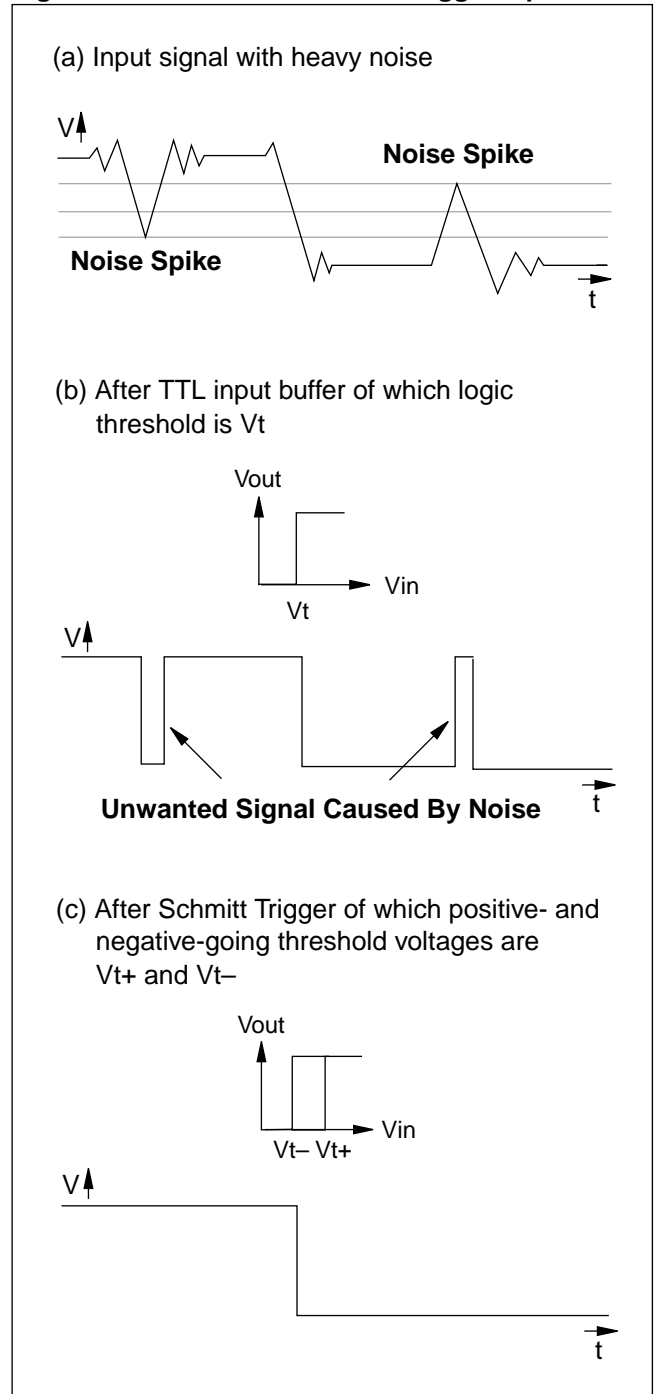 (a) Input signal with heavy noise
V
Noise Spike
Noise Spike
t
(b) After TTL input buffer of which logic
threshold is Vt
Vout
Vin
Vt
V
Unwanted Signal Caused By Noise
t
(c) After Schmitt Trigger of which positive- and
negative-going threshold voltages are
Vt+ and Vt–
Vout
Vin
Vt– Vt+
V
t